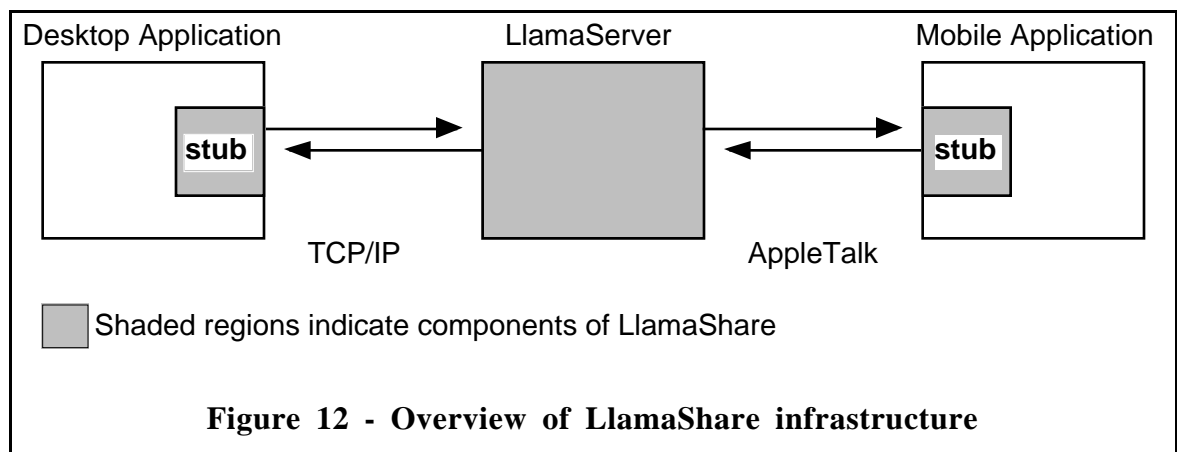 Desktop Application
LlamaServer
Mobile Application
stub
stub
TCP/IP
AppleTalk
Shaded regions indicate components of LlamaShare
Figure 12 - Overview of LlamaShare infrastructure